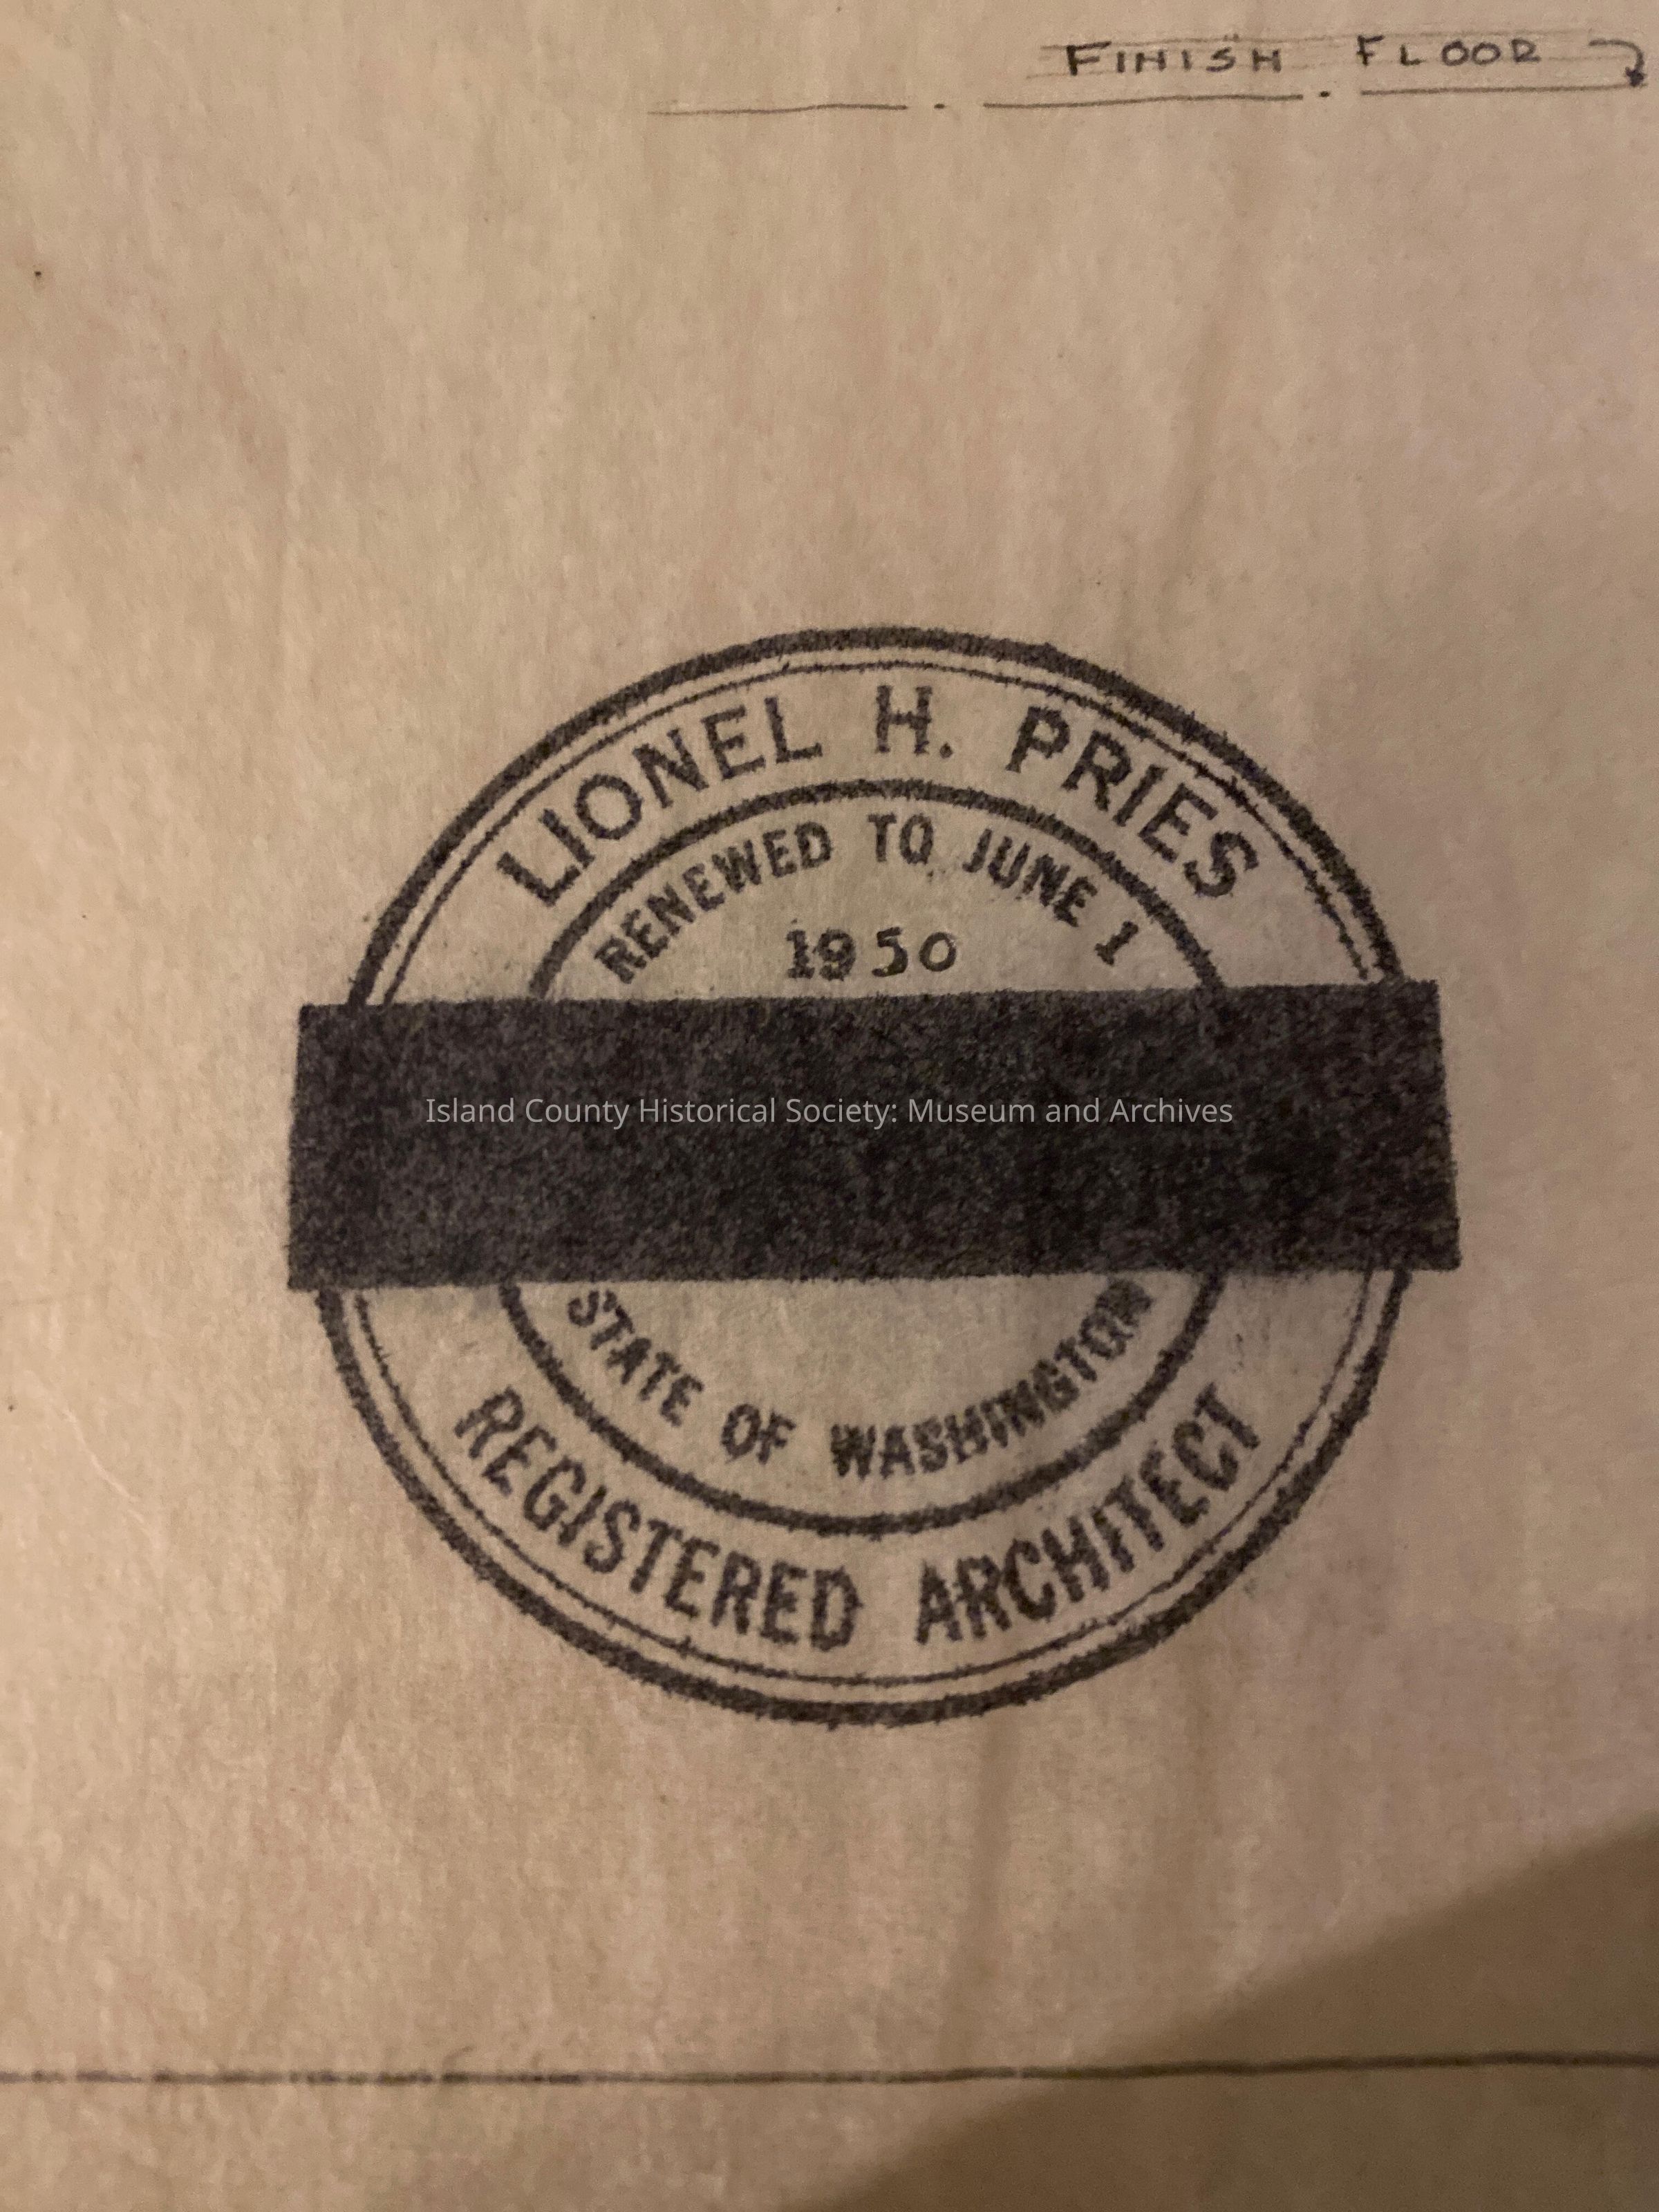 FINISH FLOOR
LIONEL H. PRIES
RENEWED TO JUNE 1
1950
Island County Historical Society: Museum and Archives
STATE OF WASHINGTON
REGISTERED ARCHITECT